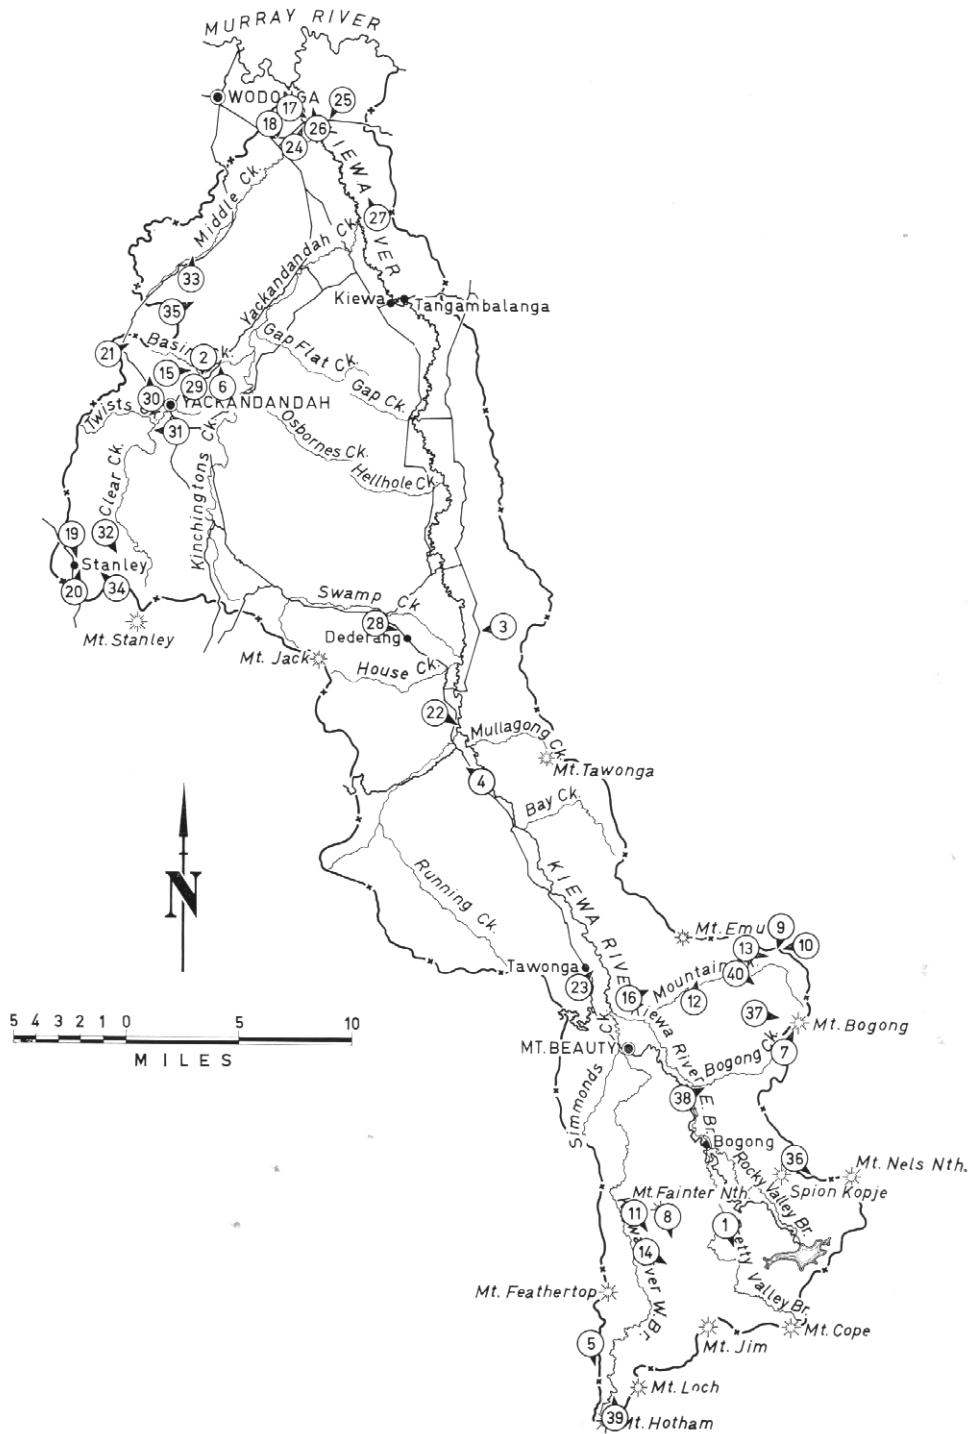 MURRAY RIVER
WODONGA
17
25
18
26
24
KIEWA RIVER
Middle Ck.
27
Yackandandah Ck.
33
Kiewa
Tangambalanga
35
Gap Flat Ck.
21
Basin Ck.
2
15
Gap Ck.
29
6
30
YACKANDANDAH
Twists
Osbornes Ck.
31
Clear Ck.
Kinchingtons Ck.
Hellhole Ck.
19
32
Stanley
20
34
Swamp Ck
28
3
Mt. Stanley
Dederang
Mt. Jack
House Ck.
22
Mullagong Ck.
Mt. Tawonga
4
Bay Ck.
N
Running Ck.
KIEWA RIVER
Mt. Emu
9
13
10
Tawonga
Mountain Ck.
40
23
16
12
5 4 3 2 1 0 5 10
MILES
37
Mt. Bogong
Kiewa River E. Br.
MT. BEAUTY
Simmonds Ck
Bogong Ck.
7
38
Bogong
36
Mt. Nels Nth.
Rocky Valley Br.
Spion Kopje
Mt. Fainter Nth.
11
8
1
Pretty Valley Br.
14
Kiewa River W. Br.
Mt. Feathertop
5
Mt. Jim
Mt. Cope
Mt. Loch
39
Mt. Hotham